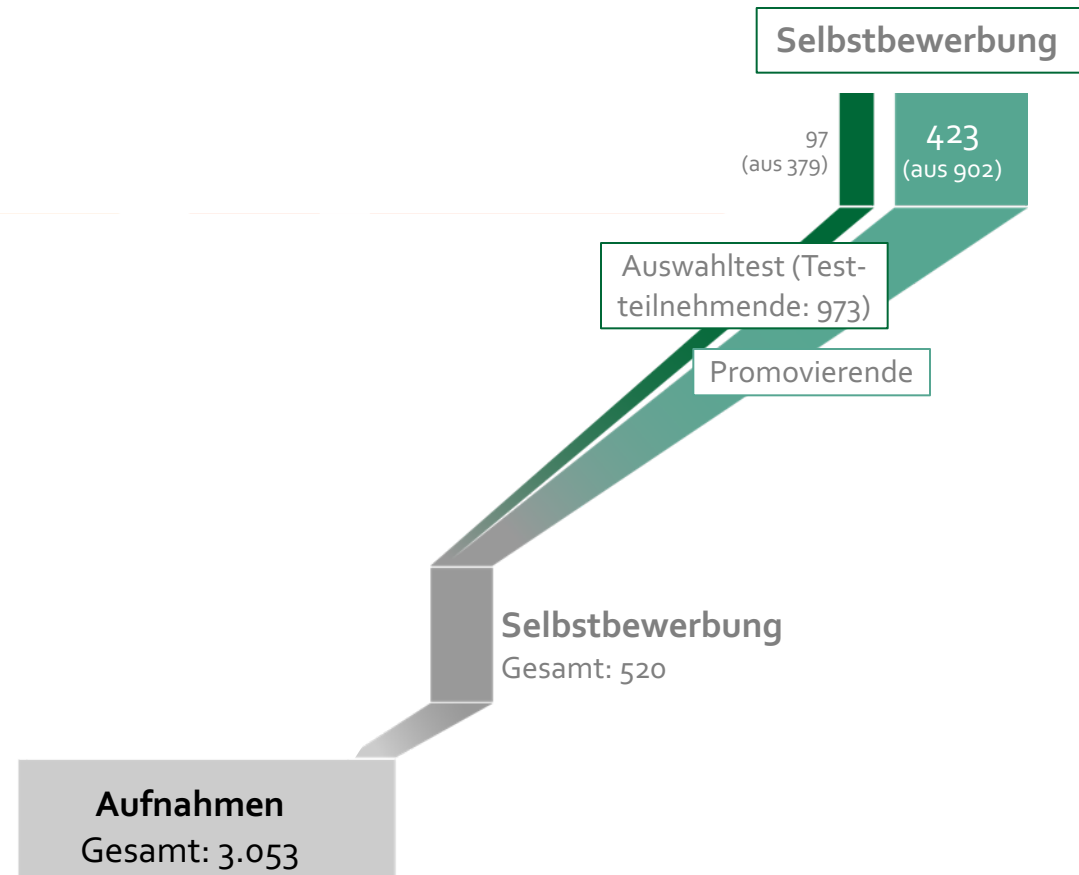 Selbstbewerbung
97
(aus 379)
423
(aus 902)
Auswahltest (Test-
teilnehmende: 973)
Promovierende
Selbstbewerbung
Gesamt: 520
Aufnahmen
Gesamt: 3.053